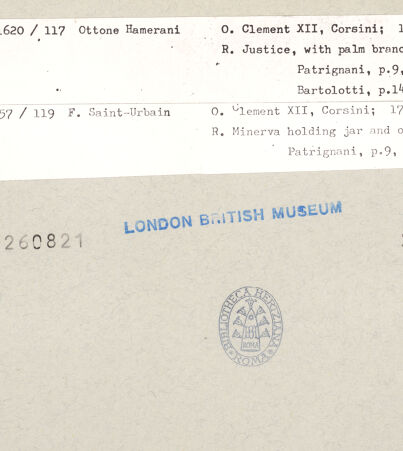 1620 / 117 Ottone Hamerani O. Clement XII, Corsini; 1
R. Justice, with palm branc
Patrignani, p.9,
Bartolotti, p.14
57 / 119 F. Saint-Urbain O. Clement XII, Corsini; 17
R. Minerva holding jar and o
Patrignani, p.9,
LONDON BRITISH MUSEUM
260821
BIBLIOTHECA HERTZIANA
ROMA
ROMA